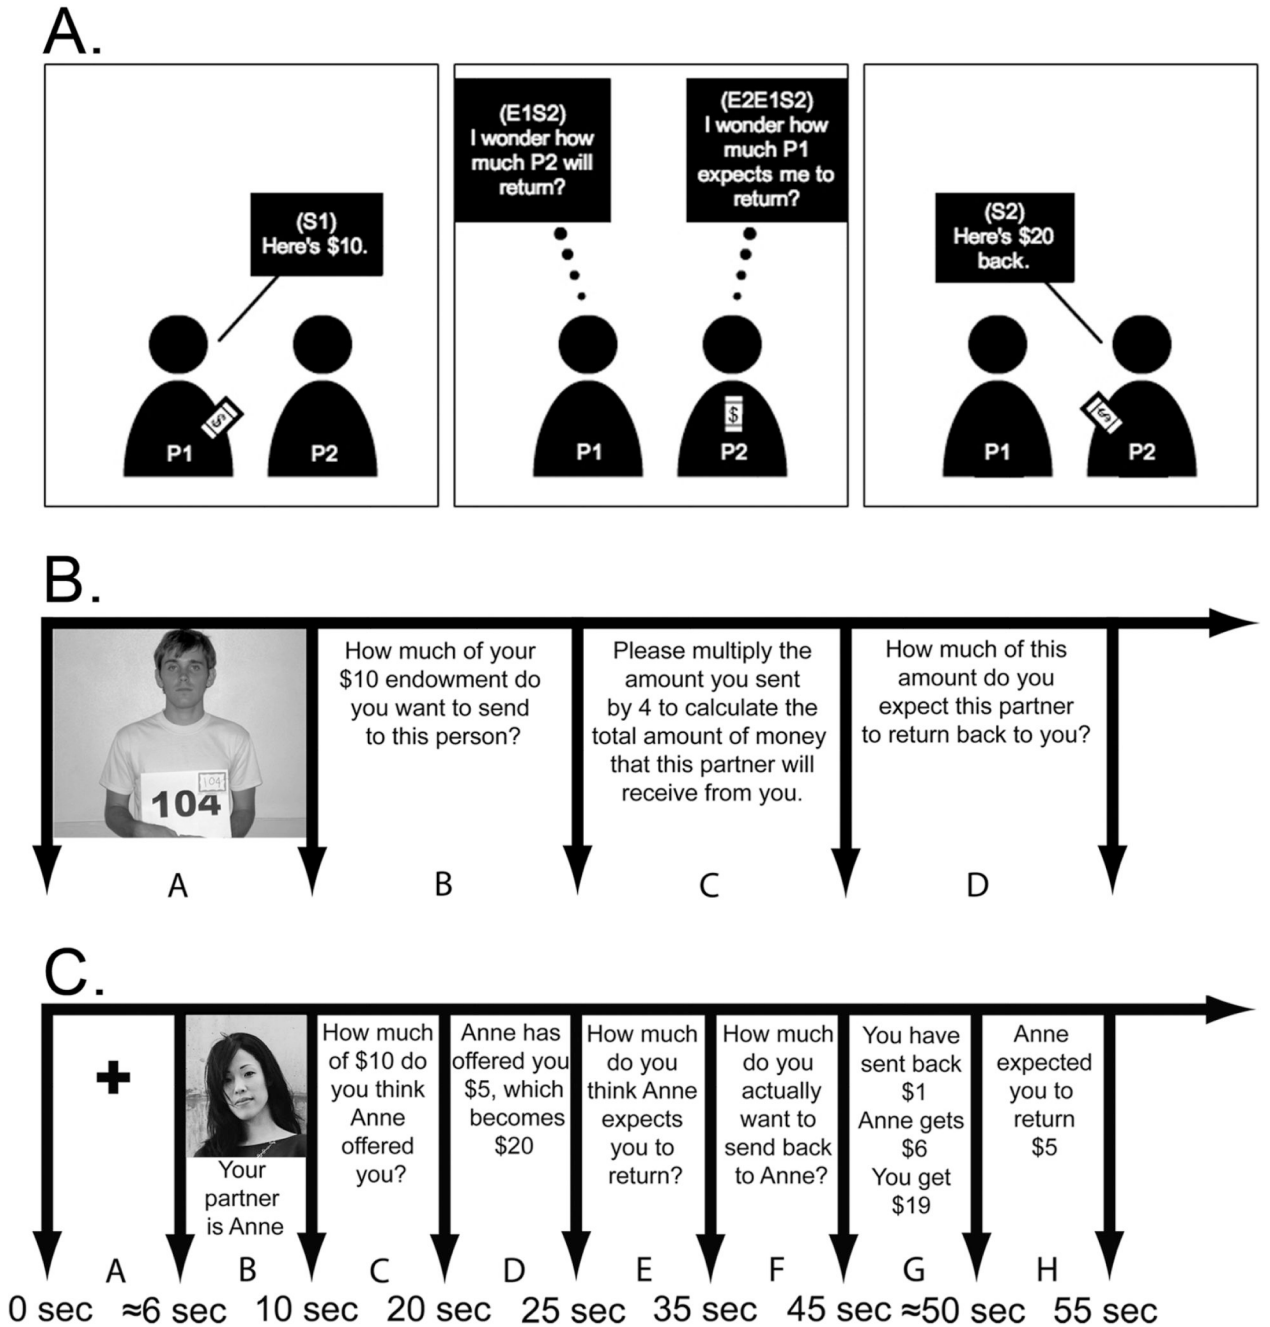 A.
(S1)
Here's $10.
P1
P2
(E1S2)
I wonder how
much P2 will
return?
(E2E1S2)
I wonder how
much P1
expects me to
return?
P1
$
P2
(S2)
Here's $20
back.
P1
P2
$
$
B.
104
104
A
How much of your
$10 endowment do
you want to send
to this person?
B
Please multiply the
amount you sent
by 4 to calculate the
total amount of money
that this partner will
receive from you.
C
How much of this
amount do you
expect this partner
to return back to you?
D
C.
+
A
Your
partner
is Anne
B
How much
of $10 do
you think
Anne
offered
you?
C
Anne has
offered you
$5, which
becomes
$20
D
How much
do you
think Anne
expects
you to
return?
E
How much
do you
actually
want to
send back
to Anne?
F
You have
sent back
$1
Anne gets
$6
You get
$19
G
Anne
expected
you to
return
$5
H
0 sec ≈6 sec 10 sec 20 sec 25 sec 35 sec 45 sec ≈50 sec 55 sec